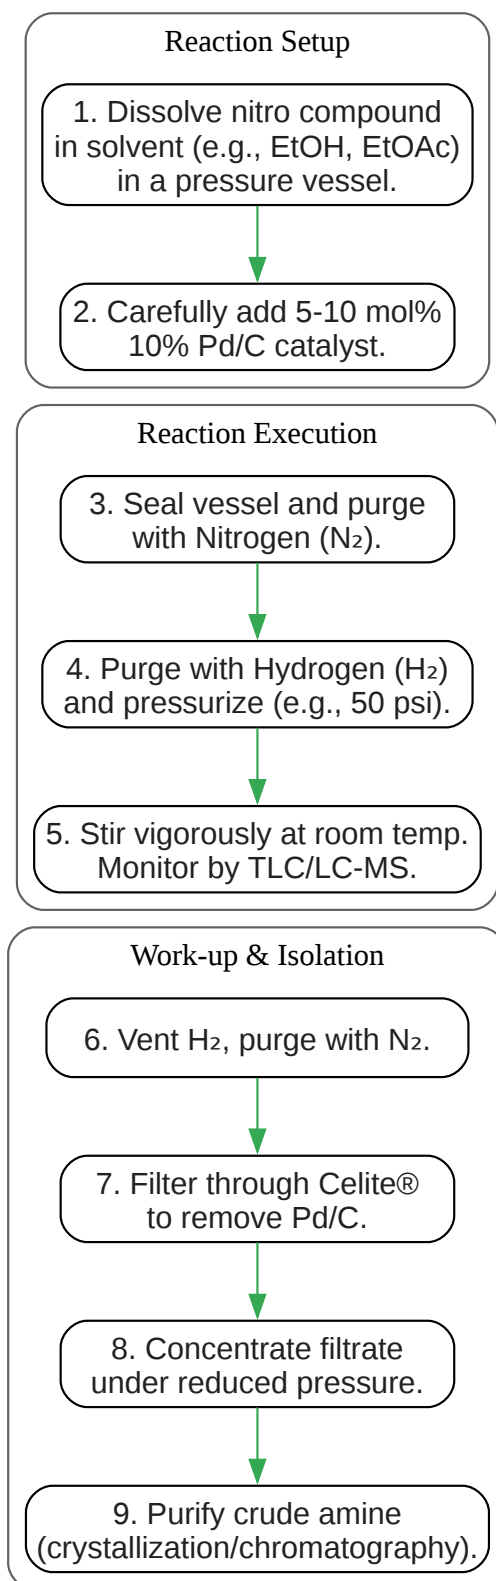 Reaction Setup
1. Dissolve nitro compound
in solvent (e.g., EtOH, EtOAc)
in a pressure vessel.
2. Carefully add 5-10 mol%
10% Pd/C catalyst.
Reaction Execution
3. Seal vessel and purge
with Nitrogen (N₂).
4. Purge with Hydrogen (H₂)
and pressurize (e.g., 50 psi).
5. Stir vigorously at room temp.
Monitor by TLC/LC-MS.
Work-up & Isolation
6. Vent H₂, purge with N₂.
7. Filter through Celite®
to remove Pd/C.
8. Concentrate filtrate
under reduced pressure.
9. Purify crude amine
(crystallization/chromatography).